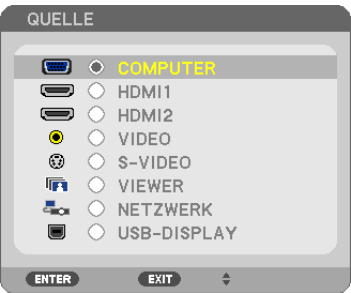 QUELLE
COMPUTER
HDMI1
HDMI2
VIDEO
S-VIDEO
VIEWER
NETZWERK
USB-DISPLAY
ENTER EXIT